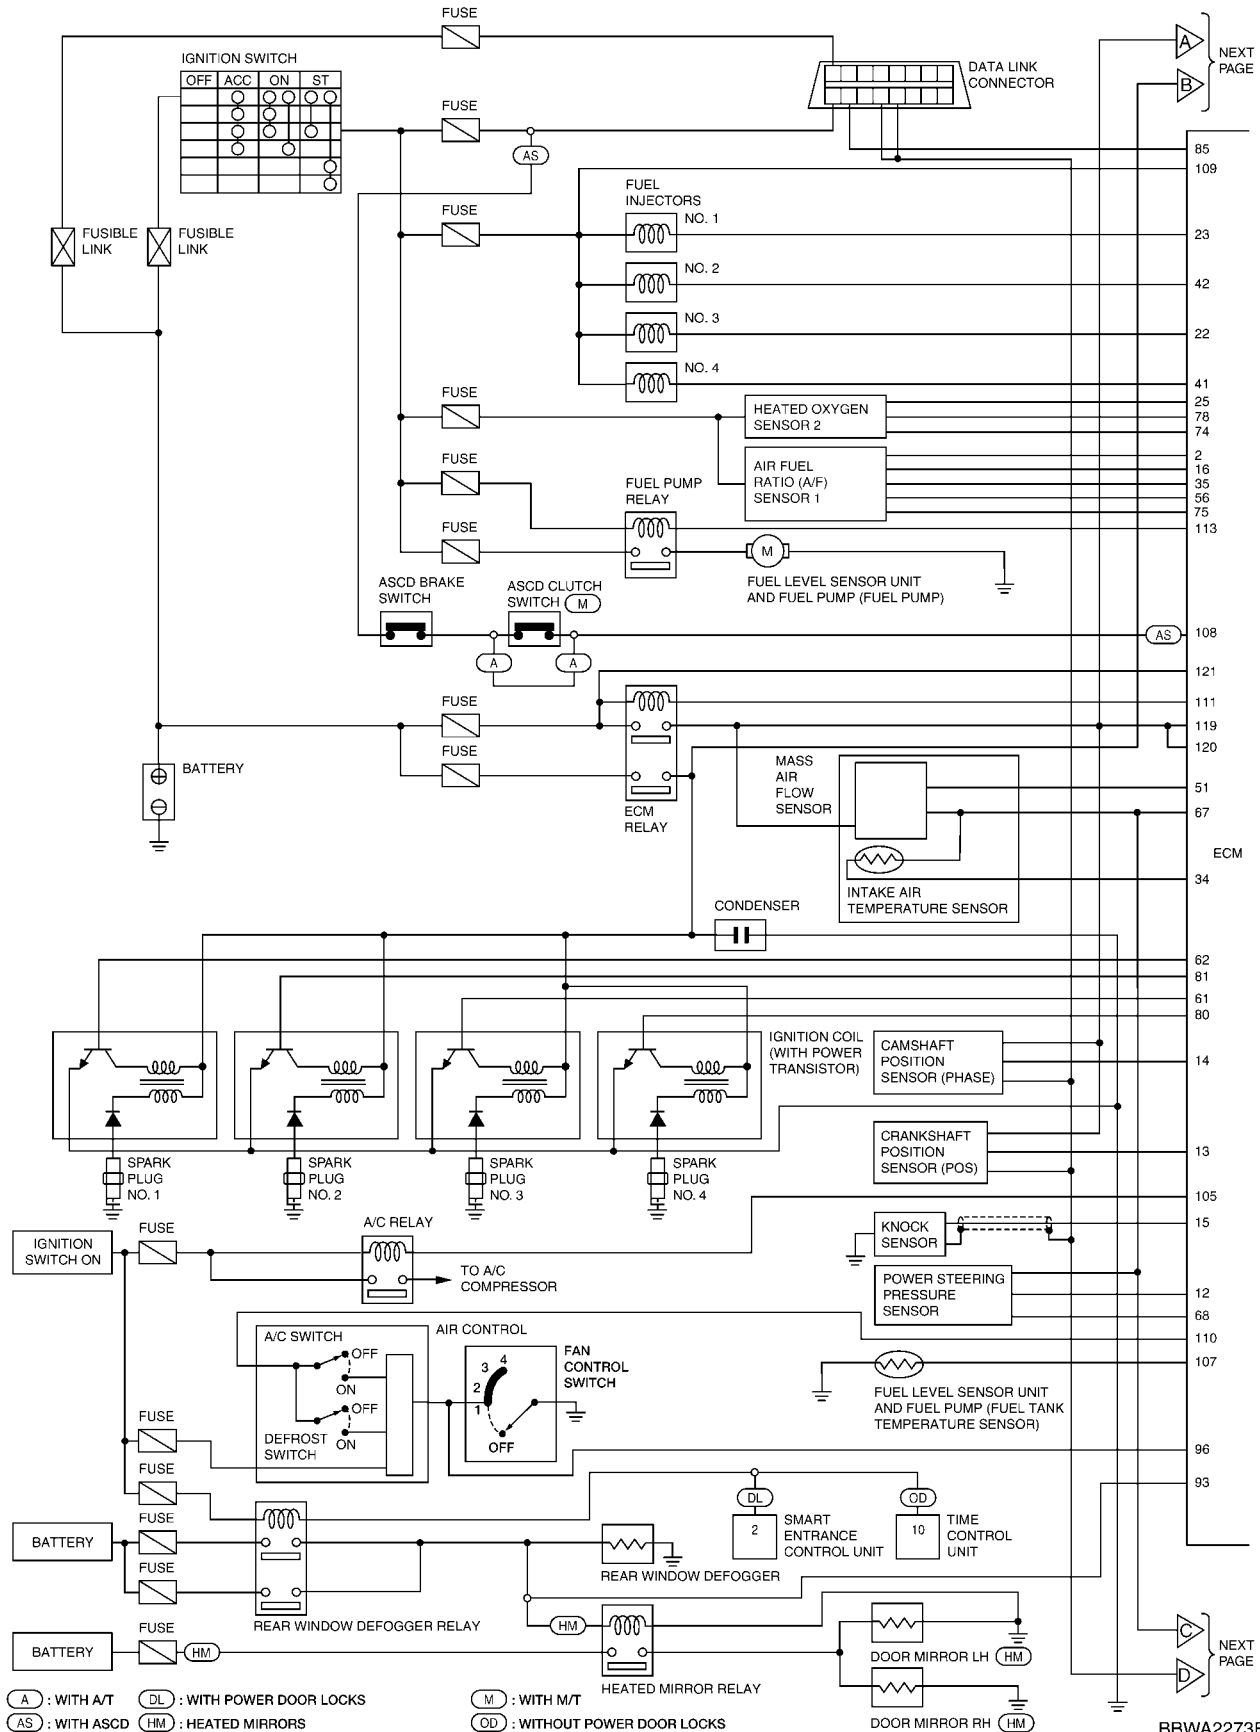 FUSE
A
NEXT
PAGE
B
IGNITION SWITCH
OFF ACC ON ST
DATA LINK
CONNECTOR
FUSE
AS
85
109
FUEL
INJECTORS
NO. 1
FUSE
23
FUSIBLE
LINK
FUSIBLE
LINK
NO. 2
42
NO. 3
22
NO. 4
41
FUSE
HEATED OXYGEN
SENSOR 2
25
78
74
FUSE
AIR FUEL
RATIO (A/F)
SENSOR 1
2
16
35
56
75
FUEL PUMP
RELAY
113
FUSE
M
FUEL LEVEL SENSOR UNIT
AND FUEL PUMP (FUEL PUMP)
ASCD BRAKE
SWITCH
ASCD CLUTCH
SWITCH M
AS
108
A A
121
111
FUSE
119
FUSE
120
BATTERY
MASS
AIR
FLOW
SENSOR
51
67
ECM
RELAY
ECM
34
INTAKE AIR
TEMPERATURE SENSOR
CONDENSER
62
81
61
80
IGNITION COIL
(WITH POWER
TRANSISTOR)
CAMSHAFT
POSITION
SENSOR (PHASE)
14
CRANKSHAFT
POSITION
SENSOR (POS)
13
SPARK
PLUG
NO. 1
SPARK
PLUG
NO. 2
SPARK
PLUG
NO. 3
SPARK
PLUG
NO. 4
105
KNOCK
SENSOR
15
IGNITION
SWITCH ON
FUSE
A/C RELAY
TO A/C
COMPRESSOR
POWER STEERING
PRESSURE
SENSOR
12
68
110
A/C SWITCH
OFF
ON
AIR CONTROL
4
3
2
1
OFF
FAN
CONTROL
SWITCH
107
FUEL LEVEL SENSOR UNIT
AND FUEL PUMP (FUEL TANK
TEMPERATURE SENSOR)
OFF
ON
DEFROST
SWITCH
FUSE
96
FUSE
93
DL
OD
2
SMART
ENTRANCE
CONTROL UNIT
10
TIME
CONTROL
UNIT
BATTERY
FUSE
FUSE
REAR WINDOW DEFOGGER
REAR WINDOW DEFOGGER RELAY
HM
BATTERY
FUSE
HM
HEATED MIRROR RELAY
DOOR MIRROR LH HM
DOOR MIRROR RH HM
C
NEXT
PAGE
D
A : WITH A/T
DL : WITH POWER DOOR LOCKS
M : WITH M/T
AS : WITH ASCD
HM : HEATED MIRRORS
OD : WITHOUT POWER DOOR LOCKS